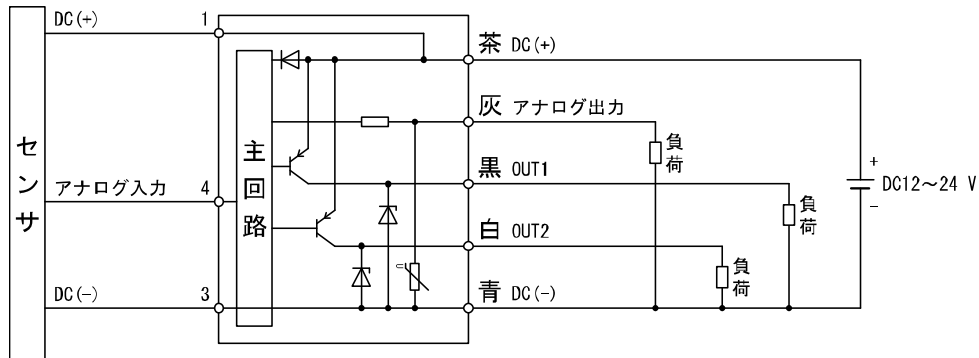 センサ
DC(+)
1
アナログ入力
4
DC(−)
3
主回路
茶 DC(+)
灰 アナログ出力
黒 OUT1
白 OUT2
青 DC(−)
負荷
負荷
負荷
+
DC12～24 V
−